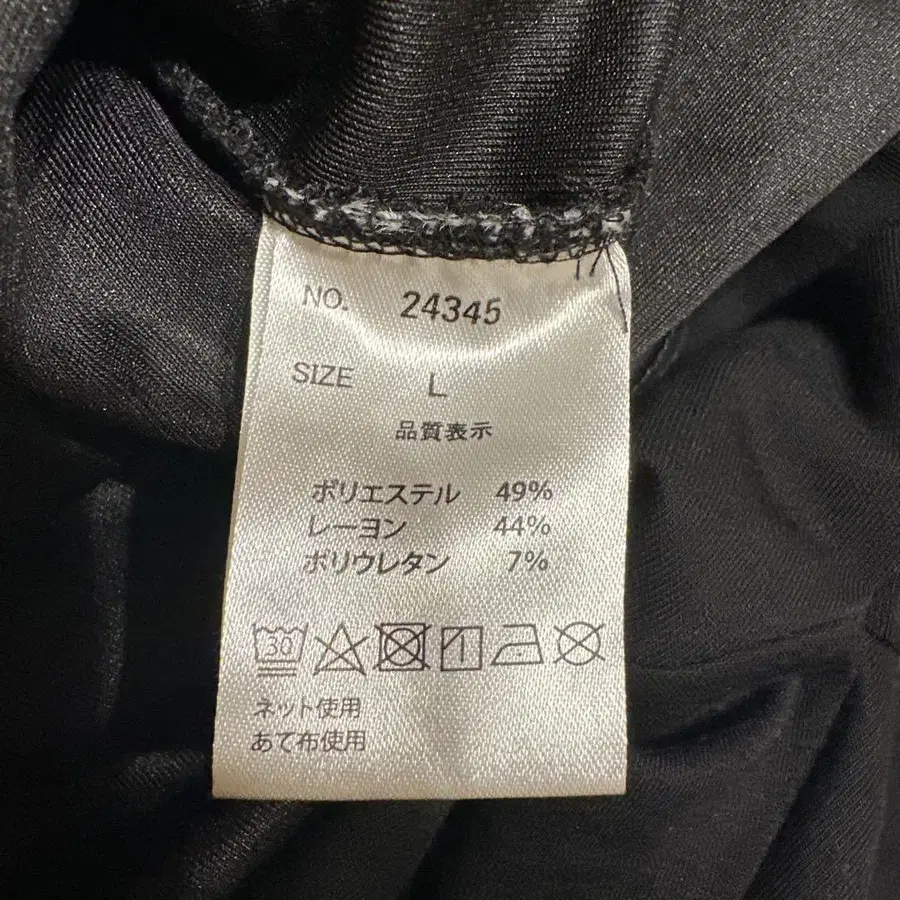 NO. 24345
SIZE L
品質表示
ポリエステル 49%
レーヨン 44%
ポリウレタン 7%
30
ネット使用
あて布使用